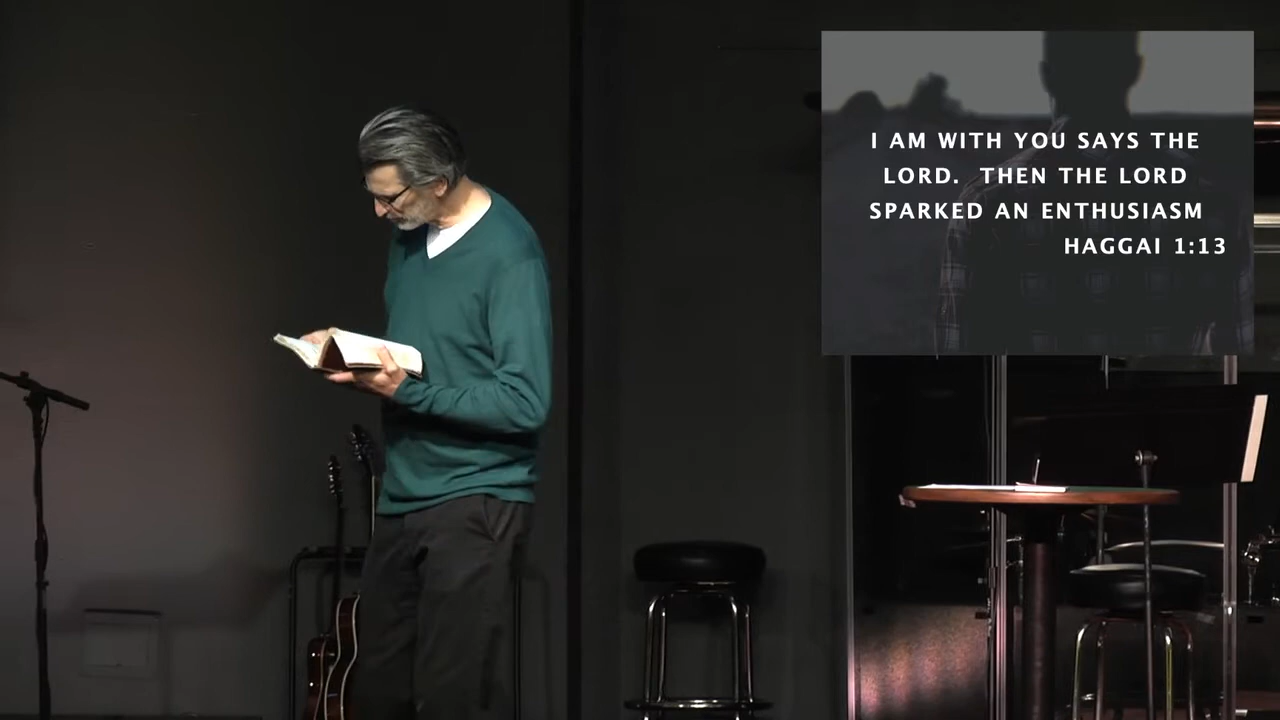 I AM WITH YOU SAYS THE
LORD. THEN THE LORD
SPARKED AN ENTHUSIASM
HAGGAI 1:13